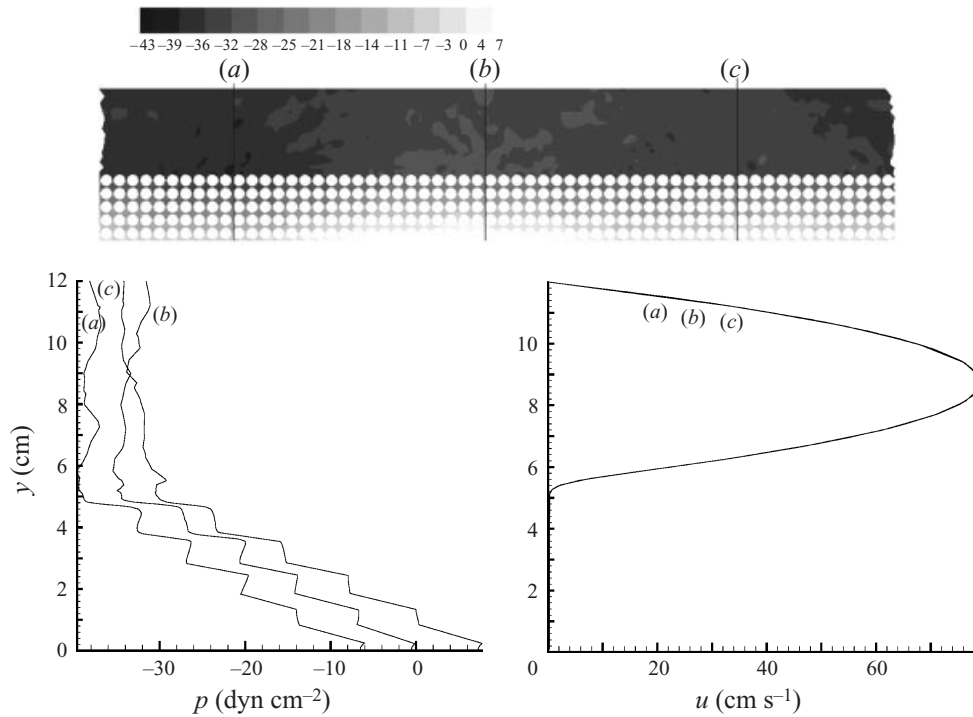 −43 −39 −36 −32 −28 −25 −21 −18 −14 −11 −7 −3 0 4 7
(a) (b) (c)
12
10
8
6
4
2
0
y (cm)
(c)
(a)
(b)
−30 −20 −10 0
p (dyn cm−2)
10
8
6
4
2
0
(a) (b) (c)
20 40 60
u (cm s−1)